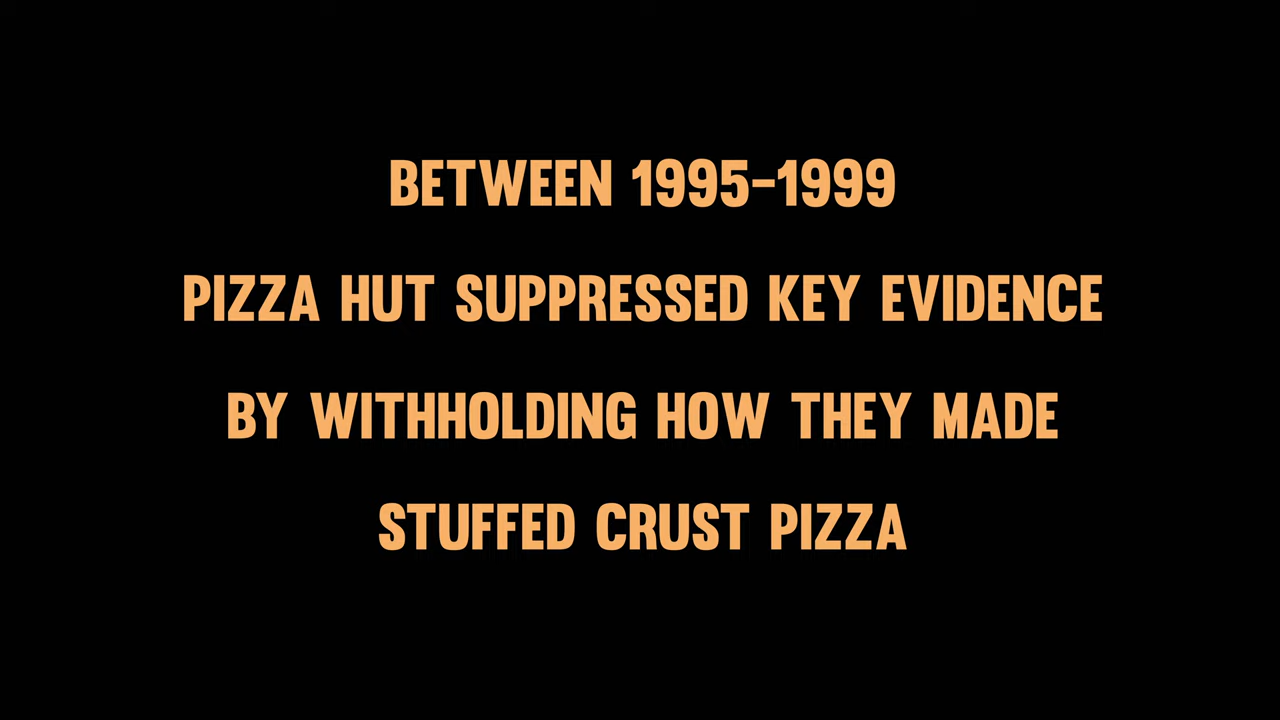 BETWEEN 1995-1999
PIZZA HUT SUPPRESSED KEY EVIDENCE
BY WITHHOLDING HOW THEY MADE
STUFFED CRUST PIZZA